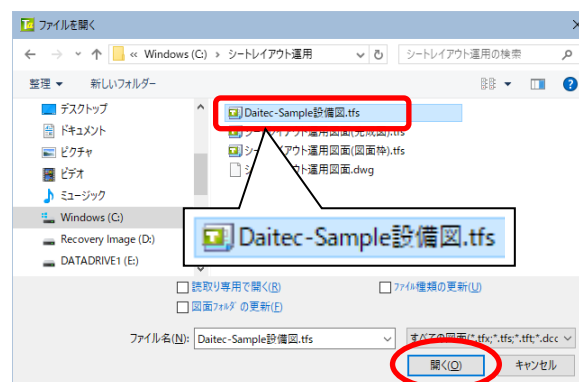 ファイルを開く
« Windows (C:) › シートレイアウト運用
シートレイアウト運用の検索
整理 新しいフォルダー
デスクトップ
ドキュメント
ピクチャ
ビデオ
ミュージック
Windows (C:)
Recovery Image (D:)
DATADRIVE1 (E:)
Daitec-Sample設備図.tfs
シートレイアウト運用図面(完成図).tfs
シートレイアウト運用図面(図面枠).tfs
シートレイアウト運用図面.dwg
Daitec-Sample設備図.tfs
読取り専用で開く(R)
ファイル種類の更新(U)
図面フォルダの更新(F)
ファイル名(N): Daitec-Sample設備図.tfs
すべての図面(*.tfx;*.tfs;*.tft;*.dcc
開く(O) キャンセル